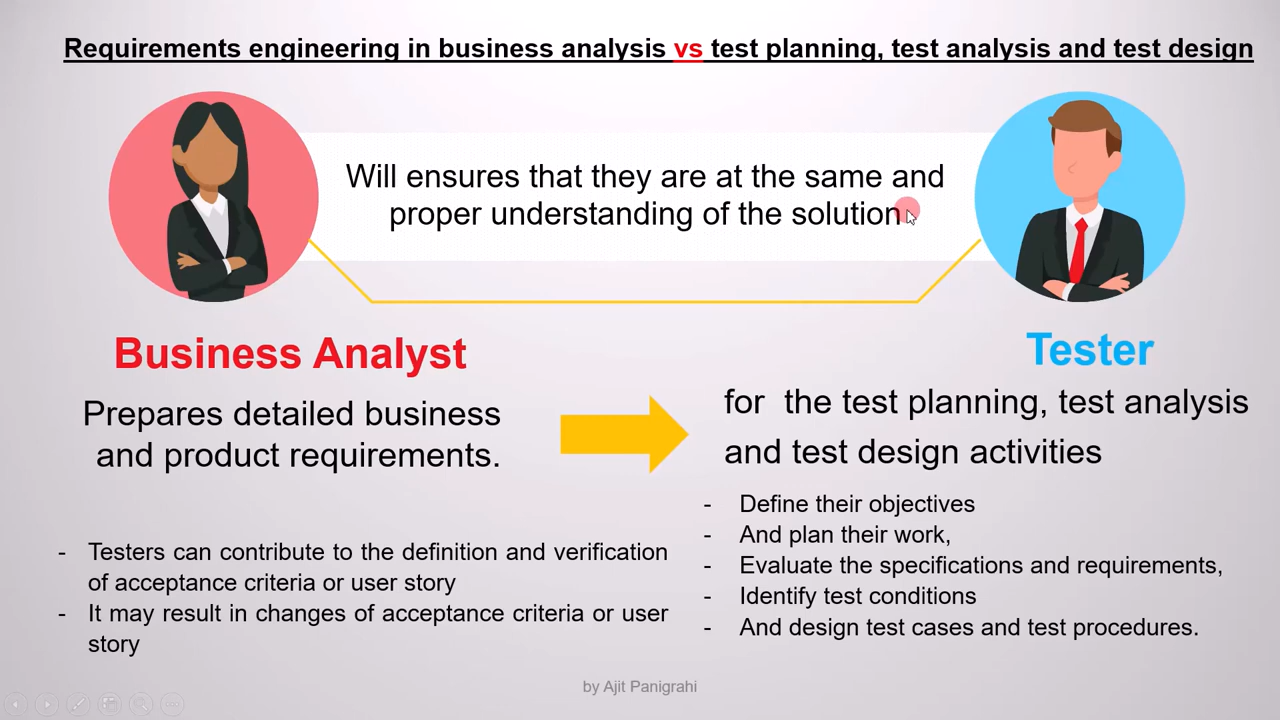 Requirements engineering in business analysis vs test planning, test analysis and test design
Will ensures that they are at the same and
proper understanding of the solution
Business Analyst
Prepares detailed business
and product requirements.
- Testers can contribute to the definition and verification
of acceptance criteria or user story
- It may result in changes of acceptance criteria or user
story
Tester
for the test planning, test analysis
and test design activities
- Define their objectives
- And plan their work,
- Evaluate the specifications and requirements,
- Identify test conditions
- And design test cases and test procedures.
by Ajit Panigrahi